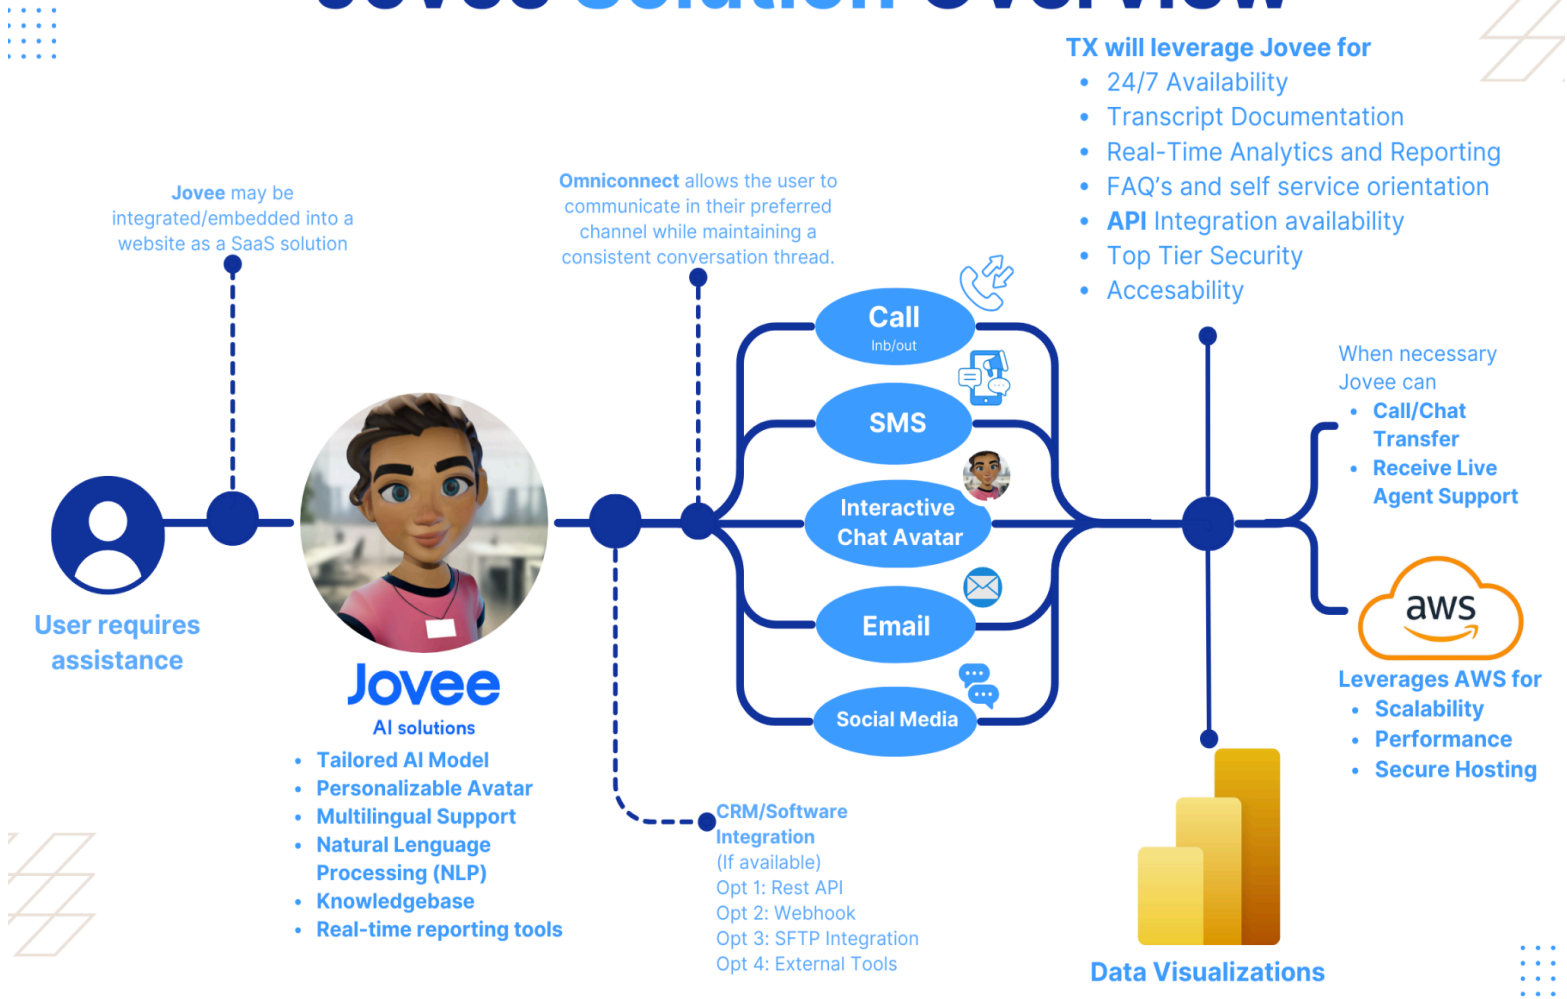 Jovee Solution Overview
TX will leverage Jovee for
• 24/7 Availability
• Transcript Documentation
• Real-Time Analytics and Reporting
• FAQ's and self service orientation
• API Integration availability
• Top Tier Security
• Accesability
Jovee may be
integrated/embedded into a
website as a SaaS solution
Omniconnect allows the user to
communicate in their preferred
channel while maintaining a
consistent conversation thread.
User requires
assistance
Jovee
AI solutions
• Tailored AI Model
• Personalizable Avatar
• Multilingual Support
• Natural Lenguage
Processing (NLP)
• Knowledgebase
• Real-time reporting tools
Call
Inb/out
SMS
Interactive
Chat Avatar
Email
Social Media
CRM/Software
Integration
(If available)
Opt 1: Rest API
Opt 2: Webhook
Opt 3: SFTP Integration
Opt 4: External Tools
When necessary
Jovee can
• Call/Chat
Transfer
• Receive Live
Agent Support
aws
Leverages AWS for
• Scalability
• Performance
• Secure Hosting
Data Visualizations